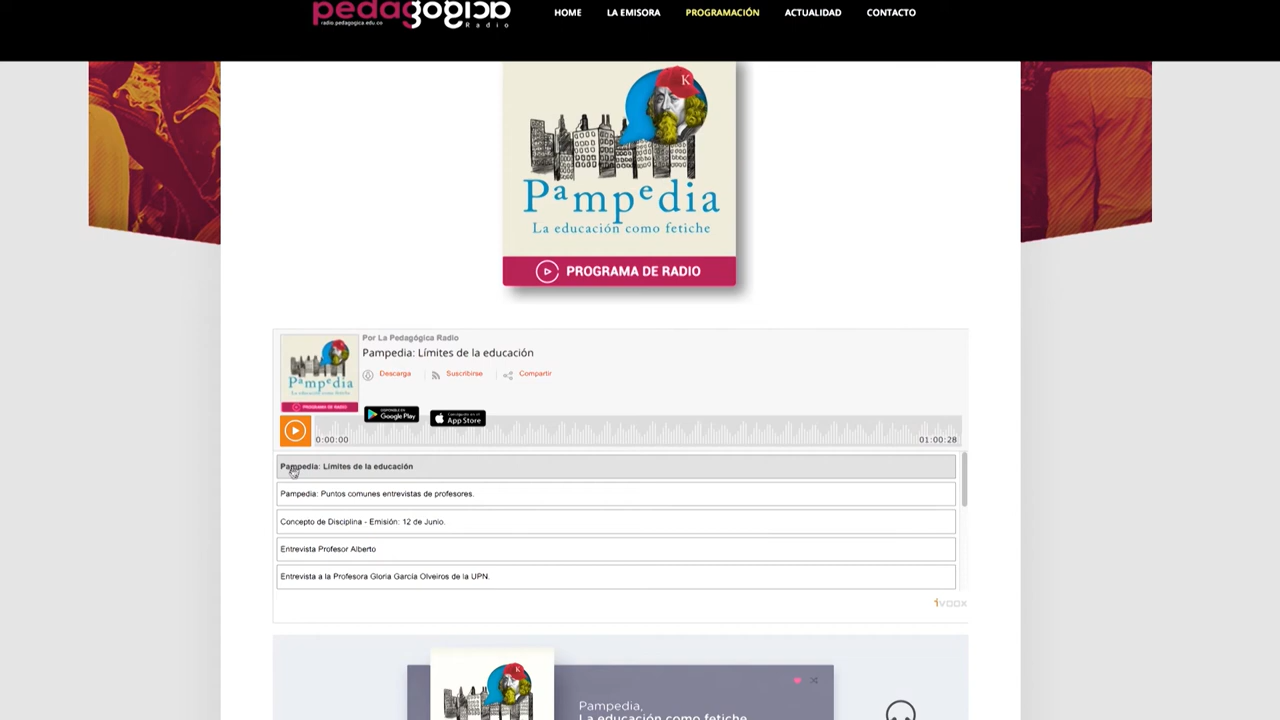 pedagógica
radio.pedagogica.edu.co
Radio
HOME
LA EMISORA
PROGRAMACIÓN
ACTUALIDAD
CONTACTO
K
Pampedia
La educación como fetiche
PROGRAMA DE RADIO
Por La Pedagógica Radio
Pampedia: Límites de la educación
Descarga
Suscribirse
Compartir
Pampedia
PROGRAMA DE RADIO
Google Play
App Store
0:00:00
01:00:28
Pampedia: Límites de la educación
Pampedia: Puntos comunes entrevistas de profesores.
Concepto de Disciplina - Emisión: 12 de Junio.
Entrevista Profesor Alberto
Entrevista a la Profesora Gloria García Olveiros de la UPN.
ivoox
K
Pampedia,
La educación como fetiche